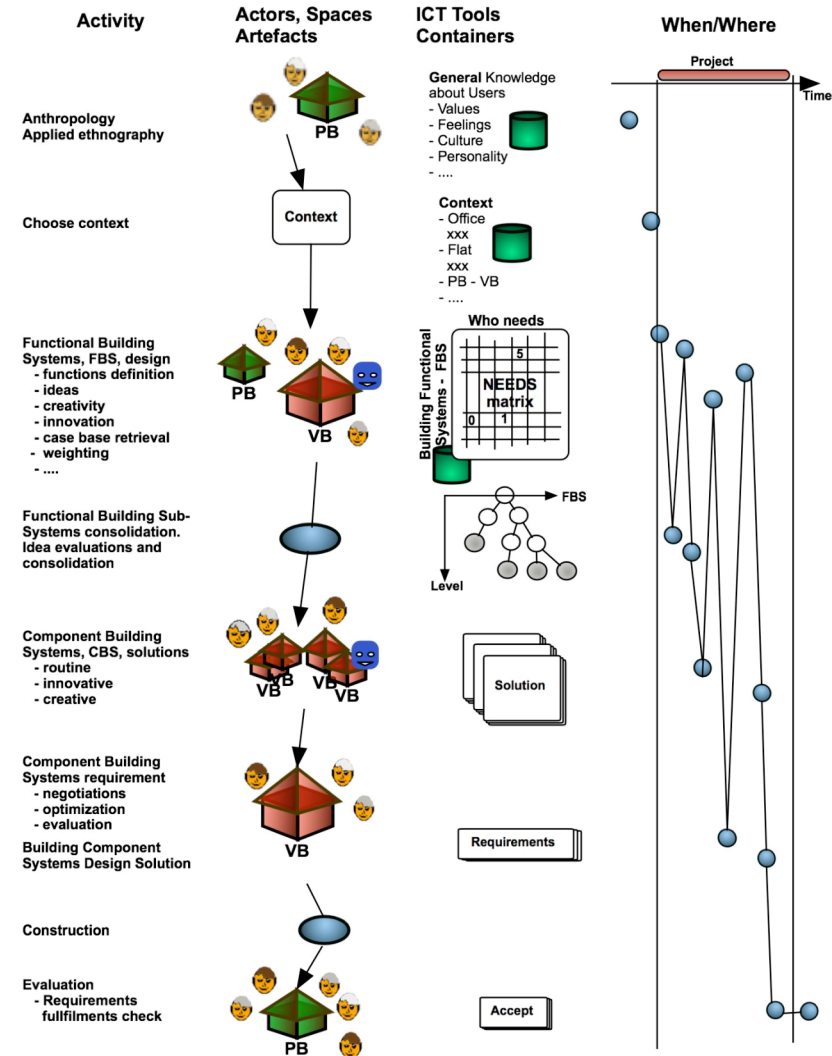 Activity
Actors, Spaces
Artefacts
ICT Tools
Containers
When/Where
Project
Time
Anthropology
Applied ethnography
PB
General Knowledge
about Users
- Values
- Feelings
- Culture
- Personality
- ....
Choose context
Context
Context
- Office
xxx
- Flat
xxx
- PB - VB
- ....
Functional Building
Systems, FBS, design
- functions definition
- ideas
- creativity
- innovation
- case base retrieval
- weighting
- ....
PB
VB
Who needs
Building Functional
Systems - FBS
5
NEEDS
matrix
0
1
Functional Building Sub-
Systems consolidation.
Idea evaluations and
consolidation
FBS
Level
Component Building
Systems, CBS, solutions
- routine
- innovative
- creative
VB
VB
VB
VB
Solution
Component Building
Systems requirement
- negotiations
- optimization
- evaluation
Building Component
Systems Design Solution
VB
Requirements
Construction
Evaluation
- Requirements
fullfilments check
PB
Accept